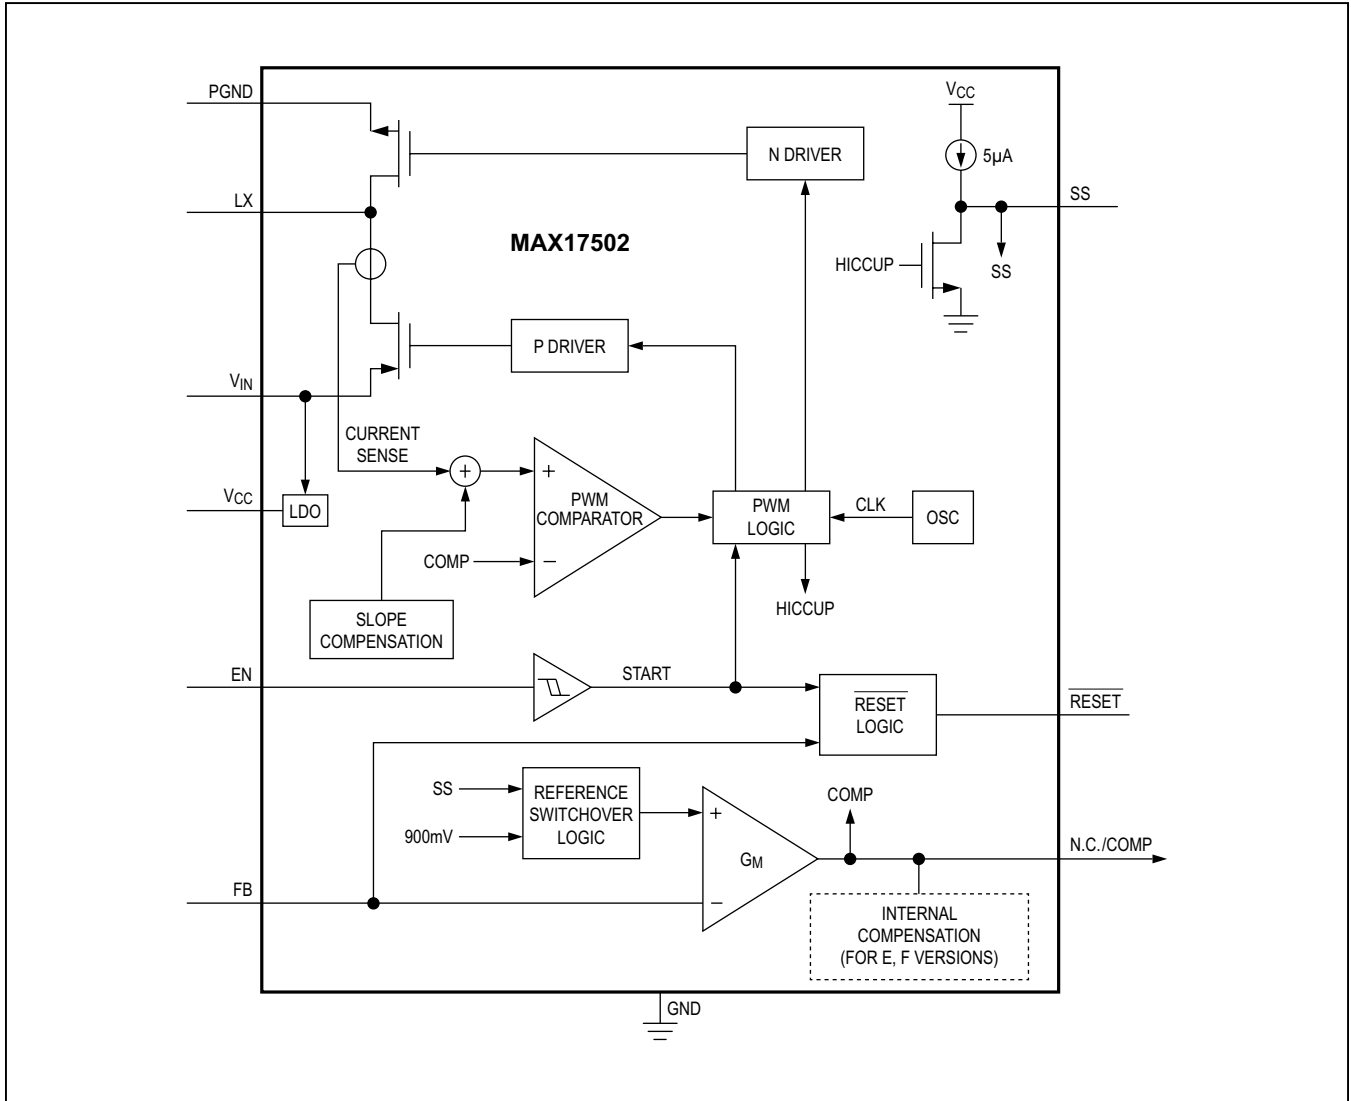 PGND
VCC
N DRIVER
5µA
LX
SS
MAX17502
HICCUP
SS
P DRIVER
VIN
CURRENT
SENSE
+
+
VCC
LDO
PWM
COMPARATOR
PWM
LOGIC
CLK
OSC
COMP
−
HICCUP
SLOPE
COMPENSATION
EN
START
RESET
LOGIC
RESET
SS
900mV
REFERENCE
SWITCHOVER
LOGIC
+
COMP
GM
N.C./COMP
FB
−
INTERNAL
COMPENSATION
(FOR E, F VERSIONS)
GND